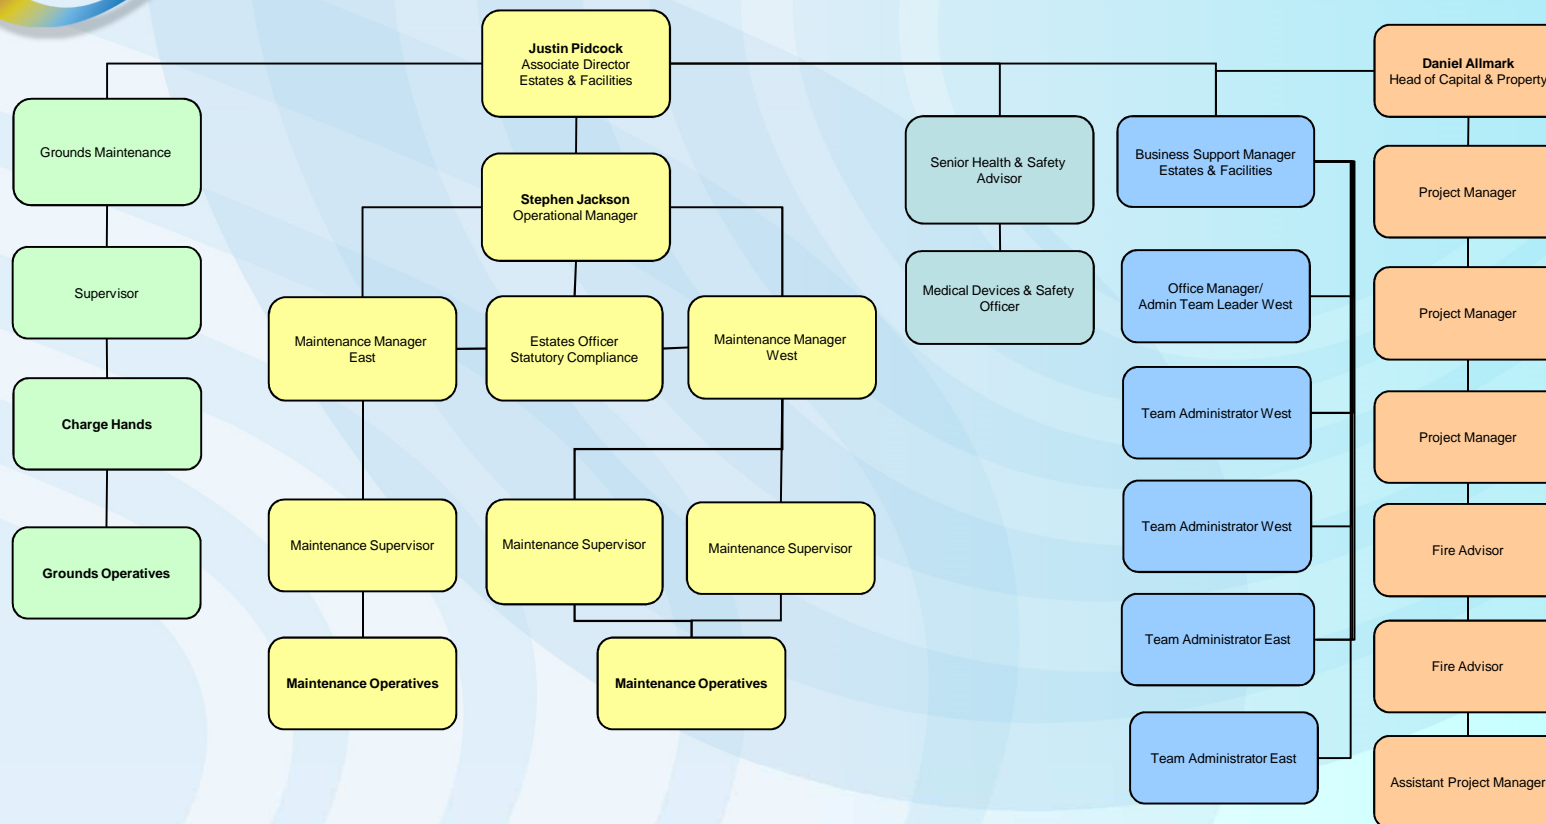 Justin Pidcock
Associate Director
Estates & Facilities
Daniel Allmark
Head of Capital & Property
Grounds Maintenance
Supervisor
Charge Hands
Grounds Operatives
Stephen Jackson
Operational Manager
Maintenance Manager
East
Estates Officer
Statutory Compliance
Maintenance Manager
West
Maintenance Supervisor
Maintenance Supervisor
Maintenance Supervisor
Maintenance Operatives
Maintenance Operatives
Senior Health & Safety
Advisor
Medical Devices & Safety
Officer
Business Support Manager
Estates & Facilities
Office Manager/
Admin Team Leader West
Team Administrator West
Team Administrator West
Team Administrator East
Team Administrator East
Project Manager
Project Manager
Project Manager
Fire Advisor
Fire Advisor
Assistant Project Manager